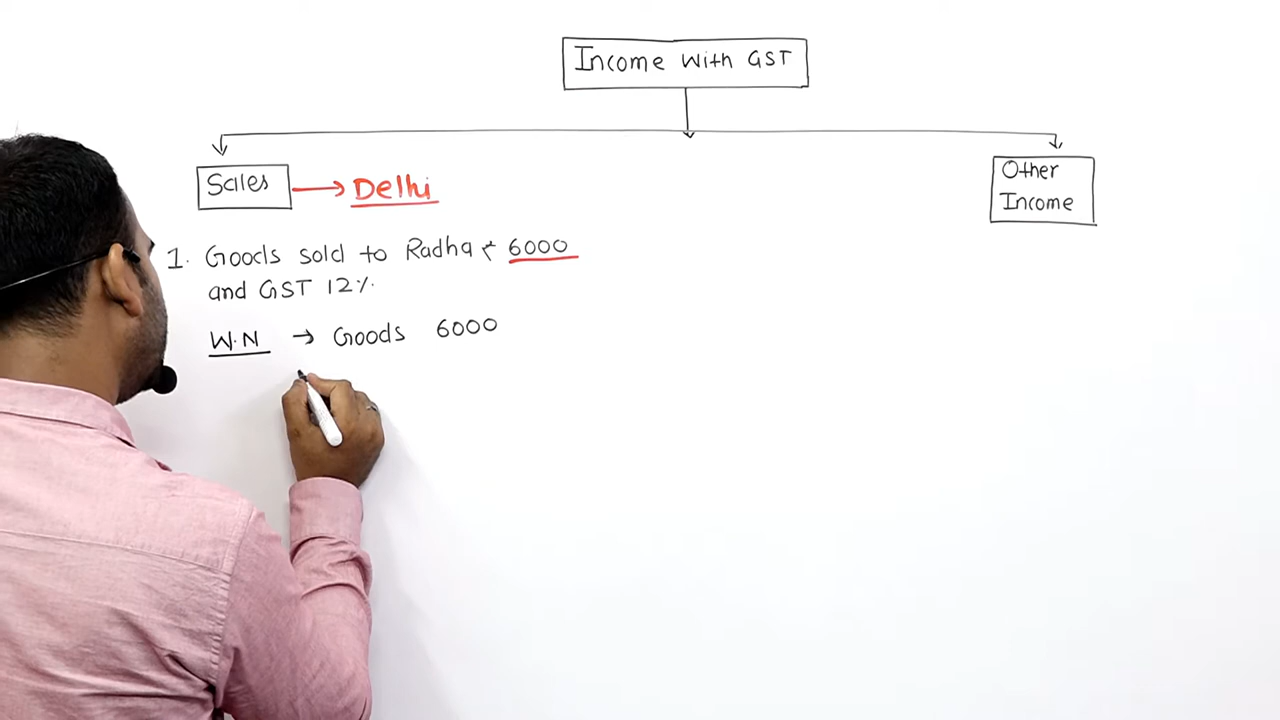 Income With GST
Sales
Delhi
Other
Income
1. Goods sold to Radha ₹ 6000
and GST 12%.
W.N → Goods 6000